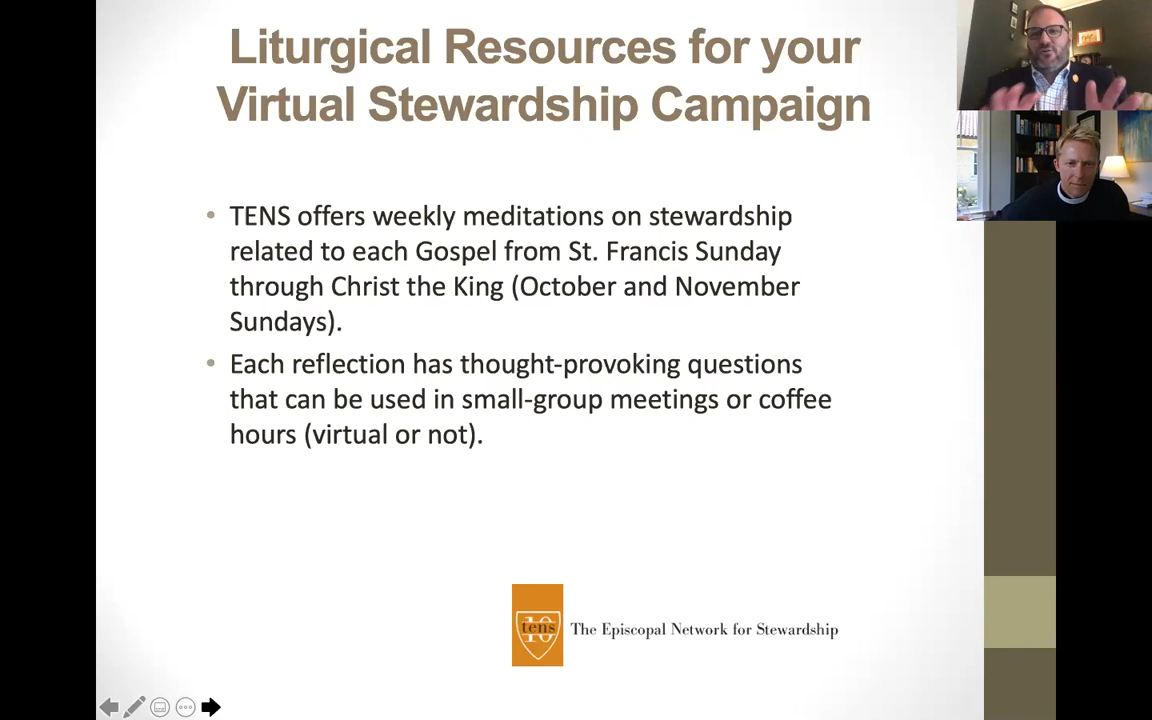 Liturgical Resources for your
Virtual Stewardship Campaign
• TENS offers weekly meditations on stewardship
related to each Gospel from St. Francis Sunday
through Christ the King (October and November
Sundays).
• Each reflection has thought-provoking questions
that can be used in small-group meetings or coffee
hours (virtual or not).
tens
10
The Episcopal Network for Stewardship